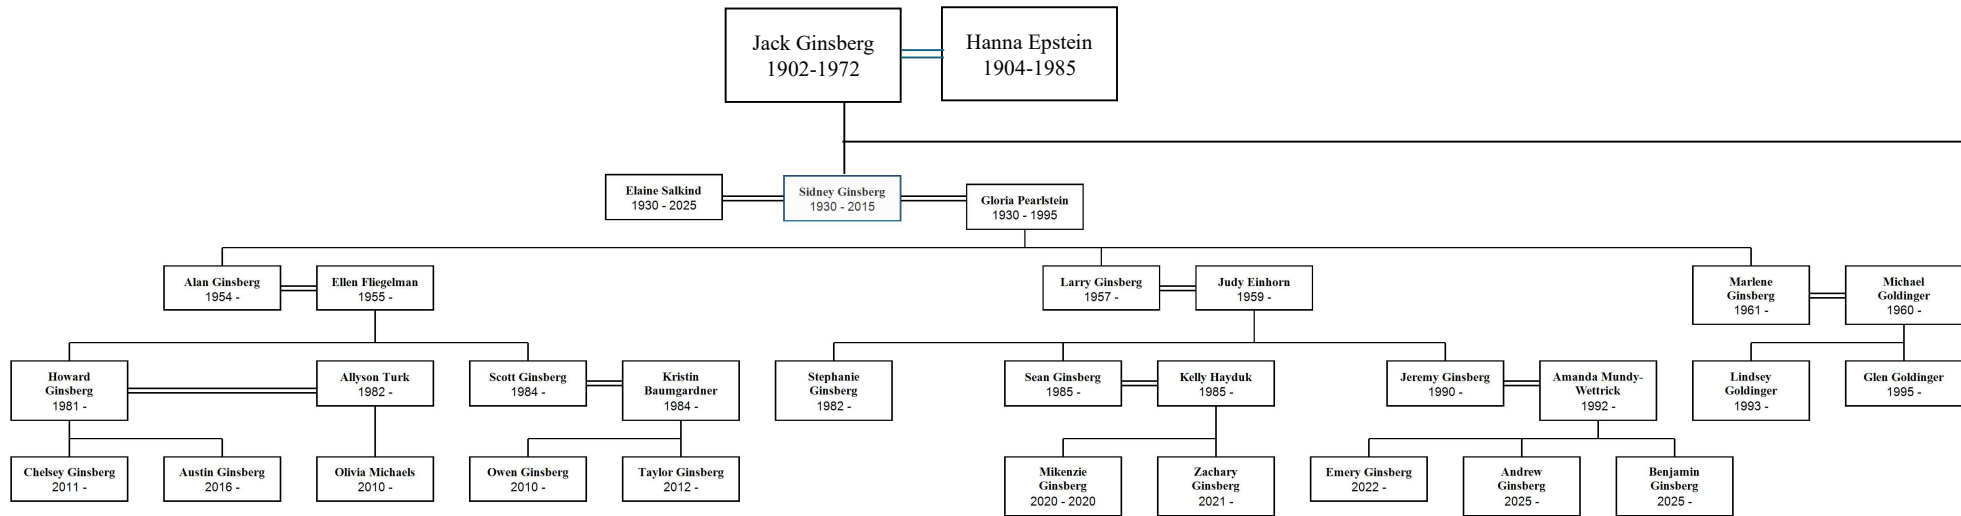 Jack Ginsberg
1902-1972
Hanna Epstein
1904-1985
Elaine Salkind
1930 - 2025
Sidney Ginsberg
1930 - 2015
Gloria Pearlstein
1930 - 1995
Alan Ginsberg
1954 -
Ellen Fliegelman
1955 -
Larry Ginsberg
1957 -
Judy Einhorn
1959 -
Marlene
Ginsberg
1961 -
Michael
Goldinger
1960 -
Howard
Ginsberg
1981 -
Allyson Turk
1982 -
Scott Ginsberg
1984 -
Kristin
Baumgardner
1984 -
Stephanie
Ginsberg
1982 -
Sean Ginsberg
1985 -
Kelly Hayduk
1985 -
Jeremy Ginsberg
1990 -
Amanda Mundy-
Wettrick
1992 -
Lindsey
Goldinger
1993 -
Glen Goldinger
1995 -
Chelsey Ginsberg
2011 -
Austin Ginsberg
2016 -
Olivia Michaels
2010 -
Owen Ginsberg
2010 -
Taylor Ginsberg
2012 -
Mikenzie
Ginsberg
2020 - 2020
Zachary
Ginsberg
2021 -
Emery Ginsberg
2022 -
Andrew
Ginsberg
2025 -
Benjamin
Ginsberg
2025 -